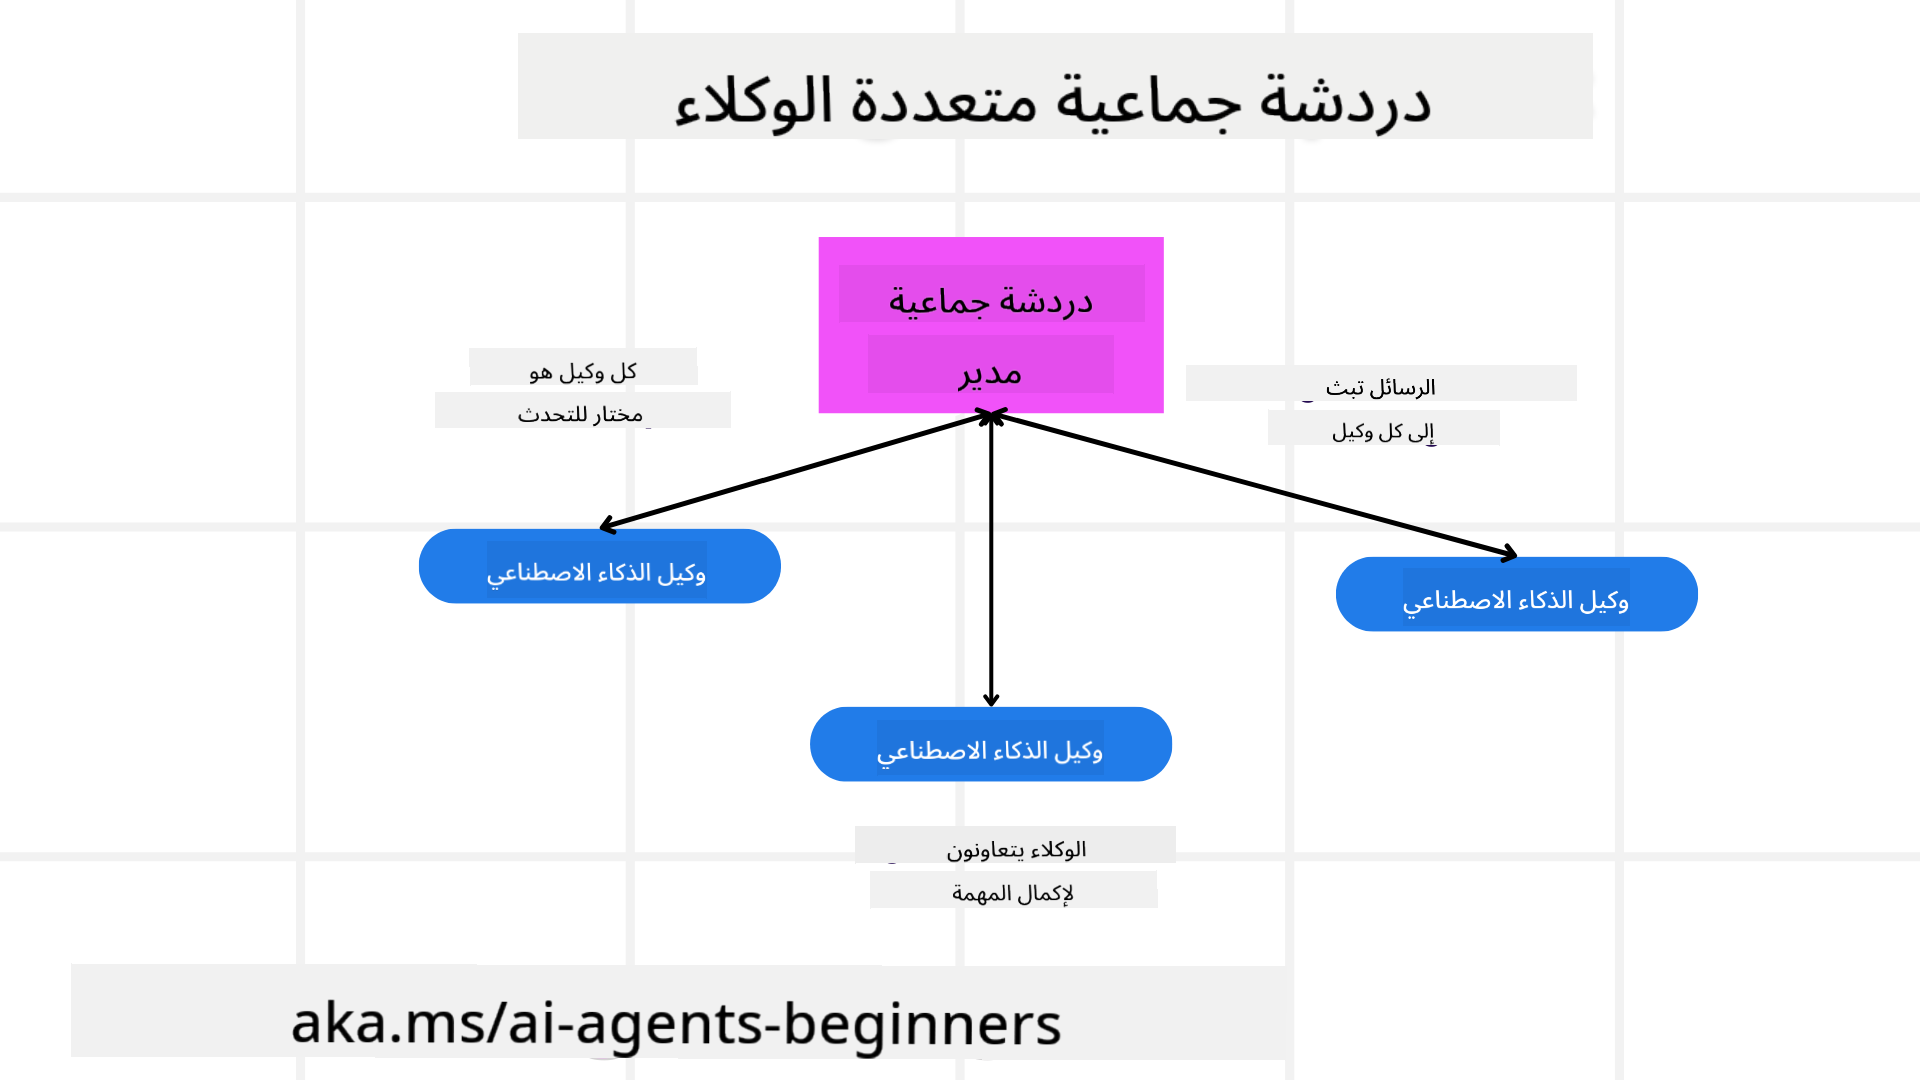 دردشة جماعية متعددة الوكلاء
دردشة جماعية
مدير
الرسائل تبث
إلى كل وكيل
كل وكيل هو
مختار للتحدث
وكيل الذكاء الاصطناعي
وكيل الذكاء الاصطناعي
وكيل الذكاء الاصطناعي
الوكلاء يتعاونون
لإكمال المهمة
aka.ms/ai-agents-beginners